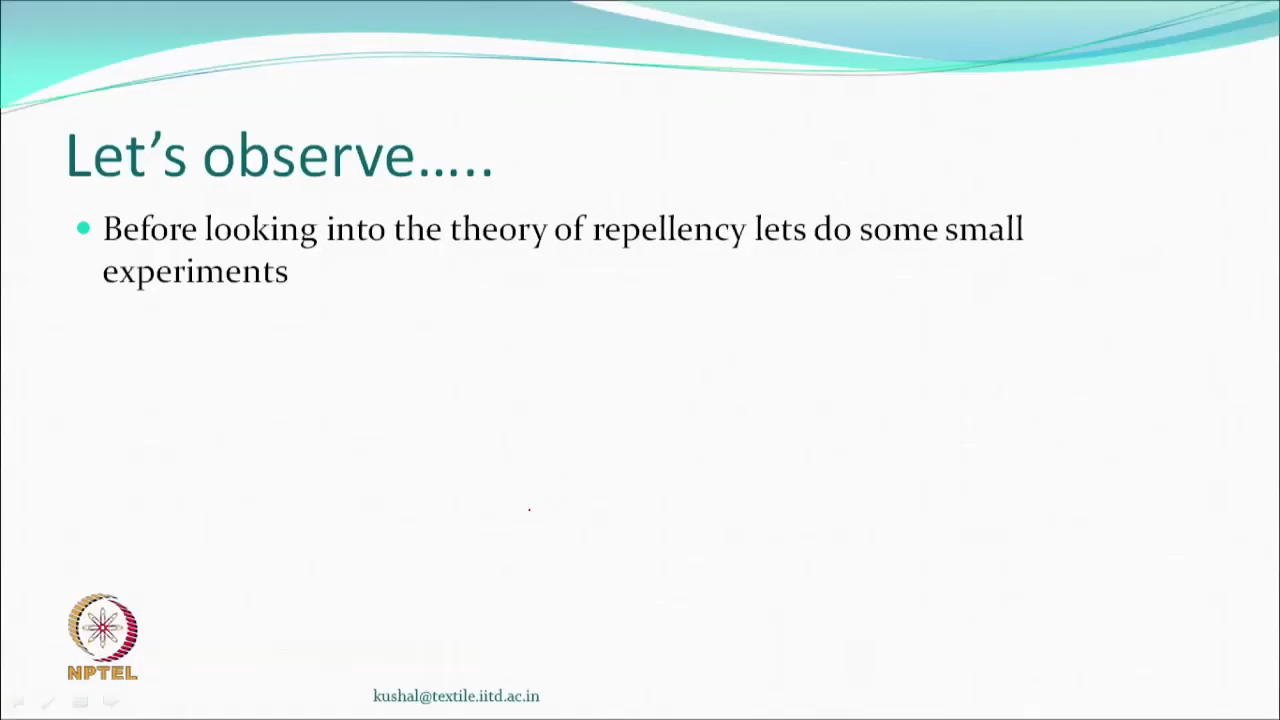 Let's observe.....
Before looking into the theory of repellency lets do some small
experiments
NPTEL
kushal@textile.iitd.ac.in